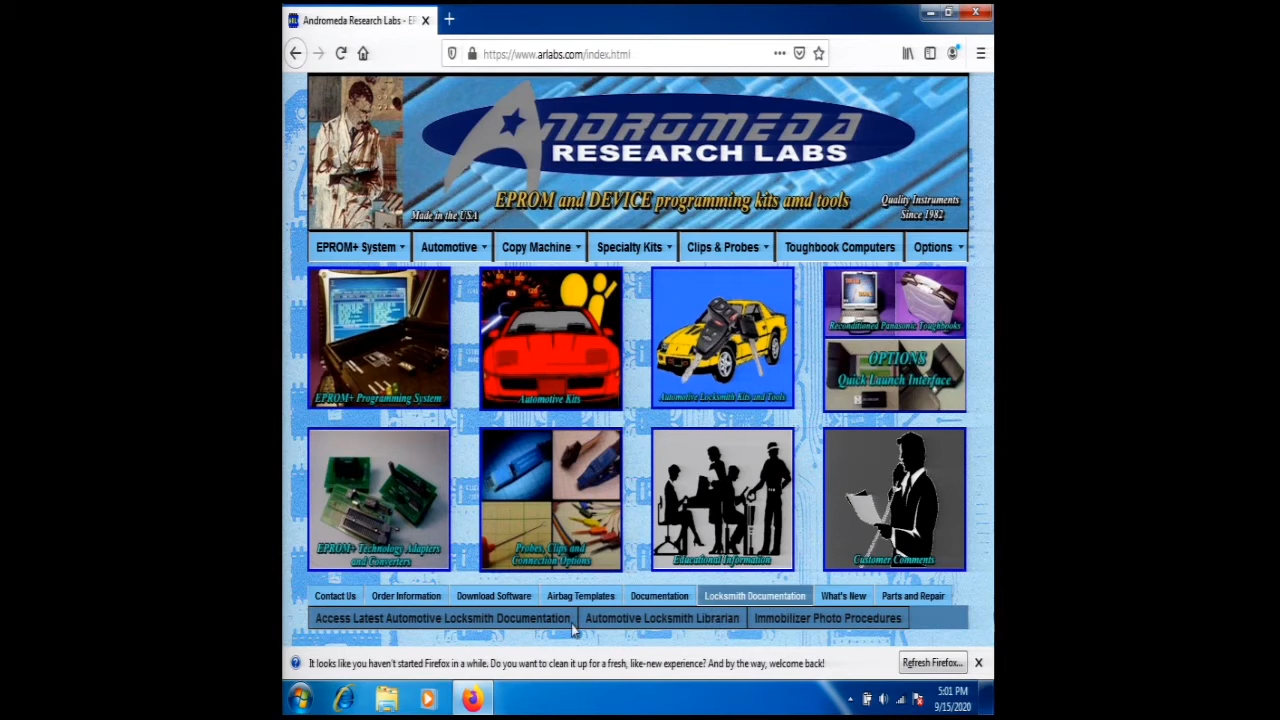 Andromeda Research Labs - EP
https://www.arlabs.com/index.html
ANDROMEDA
RESEARCH LABS
EPROM and DEVICE programming kits amd tools
Made in the USA
Quality Instruments
Since 1982
EPROM+ System
Automotive
Copy Machine
Specialty Kits
Clips & Probes
Toughbook Computers
Options
EPROM+ Programming System
Automotive Kits
Automotive Locksmith Kits and Tools
Reconditioned Panasonic Toughbooks
OPTIONS
Quick Launch Interface
EPROM+ Technology Adapters
and Converters
Probes, Clips and
Connection Options
Educational Information
Customer Comments
Contact Us
Order Information
Download Software
Airbag Templates
Documentation
Locksmith Documentation
What's New
Parts and Repair
Access Latest Automotive Locksmith Documentation
Automotive Locksmith Librarian
Immobilizer Photo Procedures
It looks like you haven't started Firefox in a while. Do you want to clean it up for a fresh, like-new experience? And by the way, welcome back!
Refresh Firefox...
5:01 PM
9/15/2020